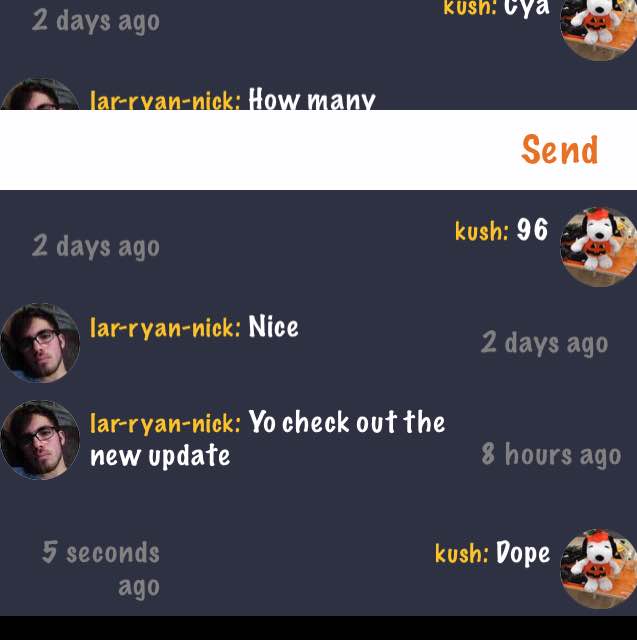 2 days ago
kush: Cya
lar-ryan-nick: How many
Send
2 days ago
kush: 96
lar-ryan-nick: Nice
2 days ago
lar-ryan-nick: Yo check out the
new update
8 hours ago
5 seconds
ago
kush: Dope